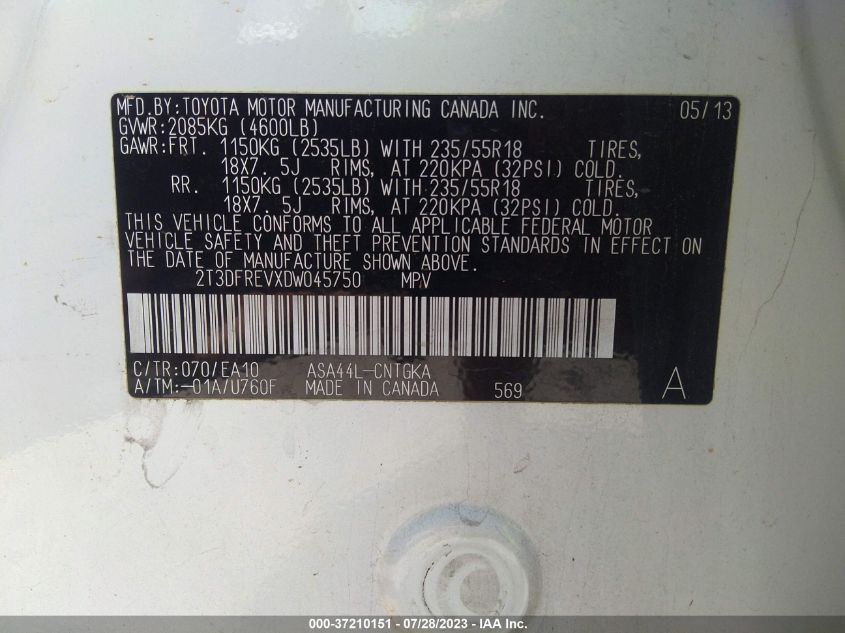 MFD.BY:TOYOTA MOTOR MANUFACTURING CANADA INC. 05/13
GVWR:2085KG (4600LB)
GAWR:FRT. 1150KG (2535LB) WITH 235/55R18 TIRES,
18X7. 5J RIMS, AT 220KPA (32PSI) COLD.
RR. 1150KG (2535LB) WITH 235/55R18 TIRES,
18X7. 5J RIMS, AT 220KPA (32PSI) COLD.
THIS VEHICLE CONFORMS TO ALL APPLICABLE FEDERAL MOTOR
VEHICLE SAFETY AND THEFT PREVENTION STANDARDS IN EFFECT ON
THE DATE OF MANUFACTURE SHOWN ABOVE.
2T3DFREVXDW045750 MPV
C/TR:070/EA10 ASA44L-CNTGKA
A/TM:-01A/U760F MADE IN CANADA 569 A
000-37210151 / 07/28/2023 - IAA Inc.